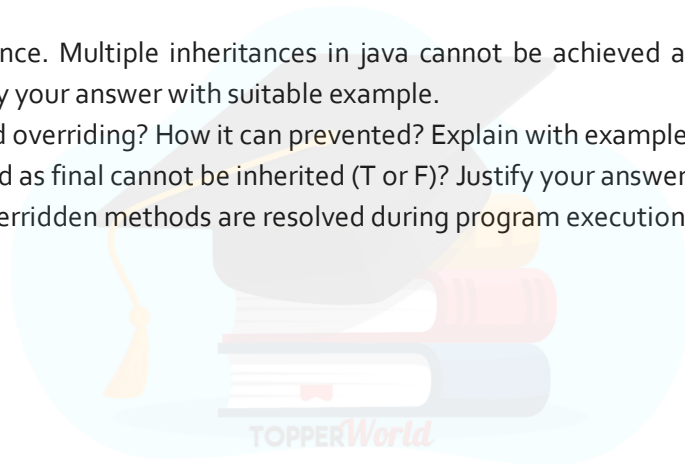 nce. Multiple inheritances in java cannot be achieved a
y your answer with suitable example.
d overriding? How it can prevented? Explain with example
d as final cannot be inherited (T or F)? Justify your answer
erridden methods are resolved during program execution
TOPPERWorld